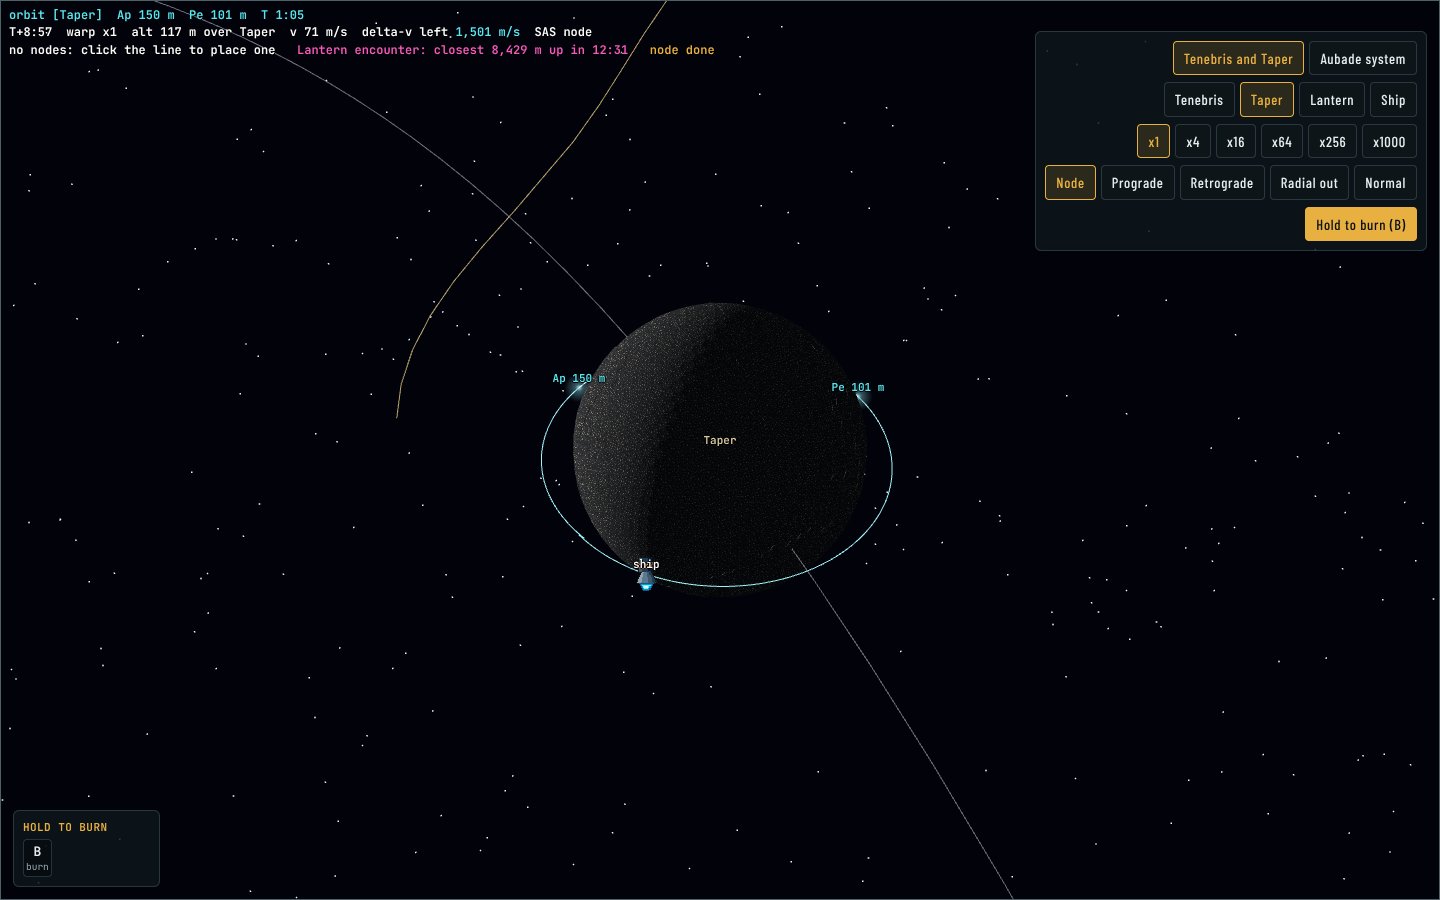 orbit [Taper]  Ap 150 m  Pe 101 m  T 1:05
T+8:57  warp x1  alt 117 m over Taper  v 71 m/s  delta-v left 1,501 m/s  SAS node
no nodes: click the line to place one  Lantern encounter: closest 8,429 m up in 12:31  node done
Tenebris and Taper  Aubade system
Tenebris  Taper  Lantern  Ship
x1  x4  x16  x64  x256  x1000
Node  Prograde  Retrograde  Radial out  Normal
Hold to burn (B)
Ap 150 m
Pe 101 m
Taper
ship
HOLD TO BURN
B
burn